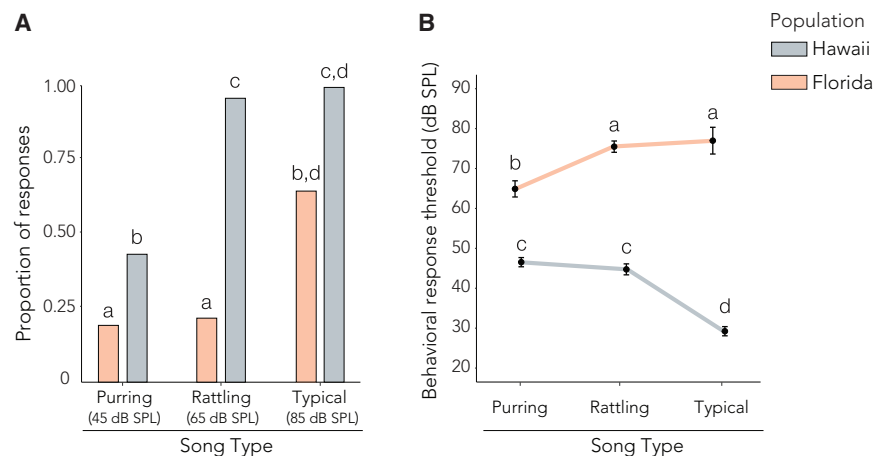 A
Proportion of responses
1.00
0.75
0.50
0.25
0
a
b
a
c
b,d
c,d
Purring
(45 dB SPL)
Rattling
(65 dB SPL)
Typical
(85 dB SPL)
Song Type
B
Behavioral response threshold (dB SPL)
90
80
70
60
50
40
30
20
b
a
a
c
c
d
Purring
Rattling
Typical
Song Type
Population
Hawaii
Florida